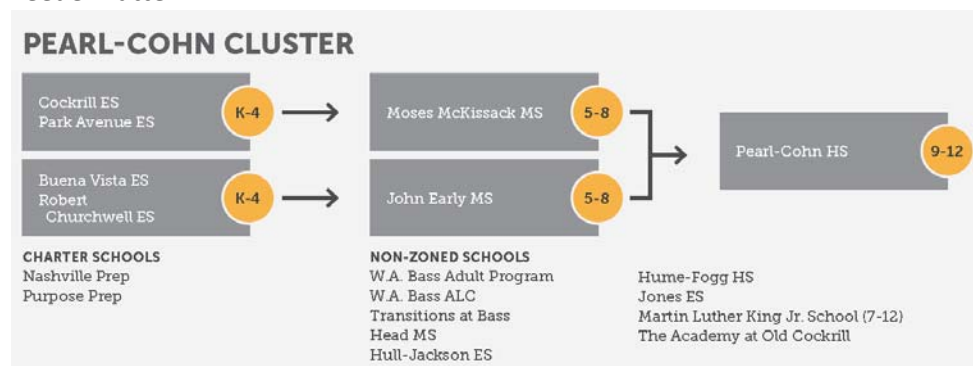 PEARL-COHN CLUSTER
Cockrill ES
Park Avenue ES
K-4
Moses McKissack MS
5-8
Buena Vista ES
Robert
Churchwell ES
K-4
John Early MS
5-8
Pearl-Cohn HS
9-12
CHARTER SCHOOLS
Nashville Prep
Purpose Prep
NON-ZONED SCHOOLS
W.A. Bass Adult Program
W.A. Bass ALC
Transitions at Bass
Head MS
Hull-Jackson ES
Hume-Fogg HS
Jones ES
Martin Luther King Jr. School (7-12)
The Academy at Old Cockrill